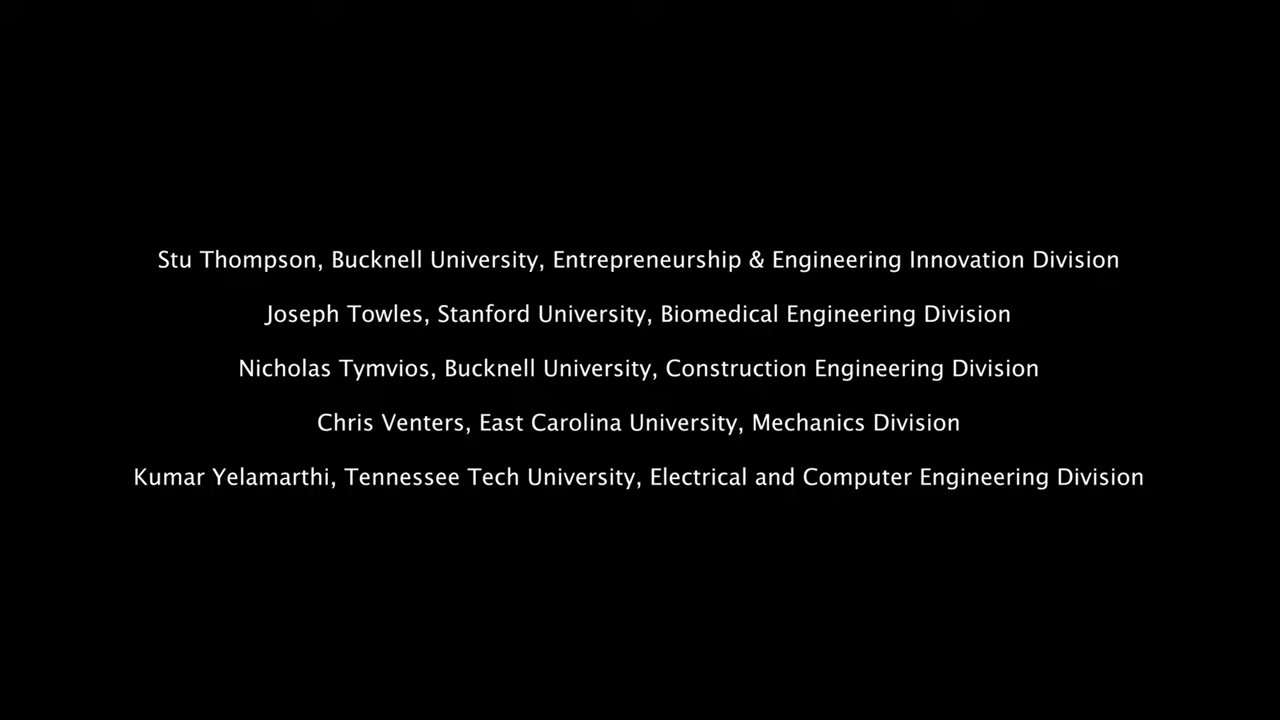 Stu Thompson, Bucknell University, Entrepreneurship & Engineering Innovation Division
Joseph Towles, Stanford University, Biomedical Engineering Division
Nicholas Tymvios, Bucknell University, Construction Engineering Division
Chris Venters, East Carolina University, Mechanics Division
Kumar Yelamarthi, Tennessee Tech University, Electrical and Computer Engineering Division